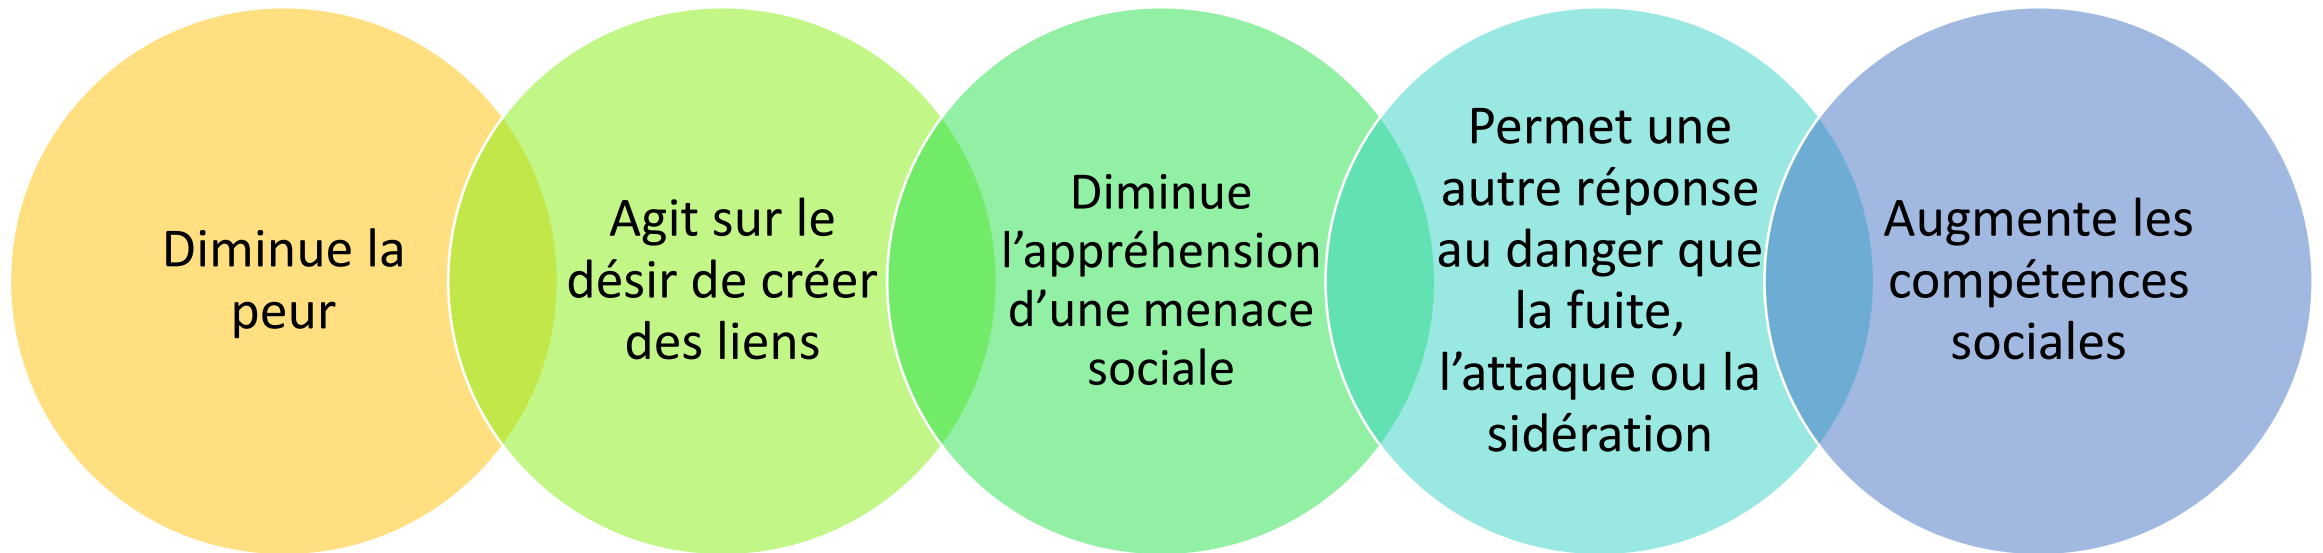 Diminue la
peur
Agit sur le
désir de créer
des liens
Diminue
l’appréhension
d’une menace
sociale
Permet une
autre réponse
au danger que
la fuite,
l’attaque ou la
sidération
Augmente les
compétences
sociales